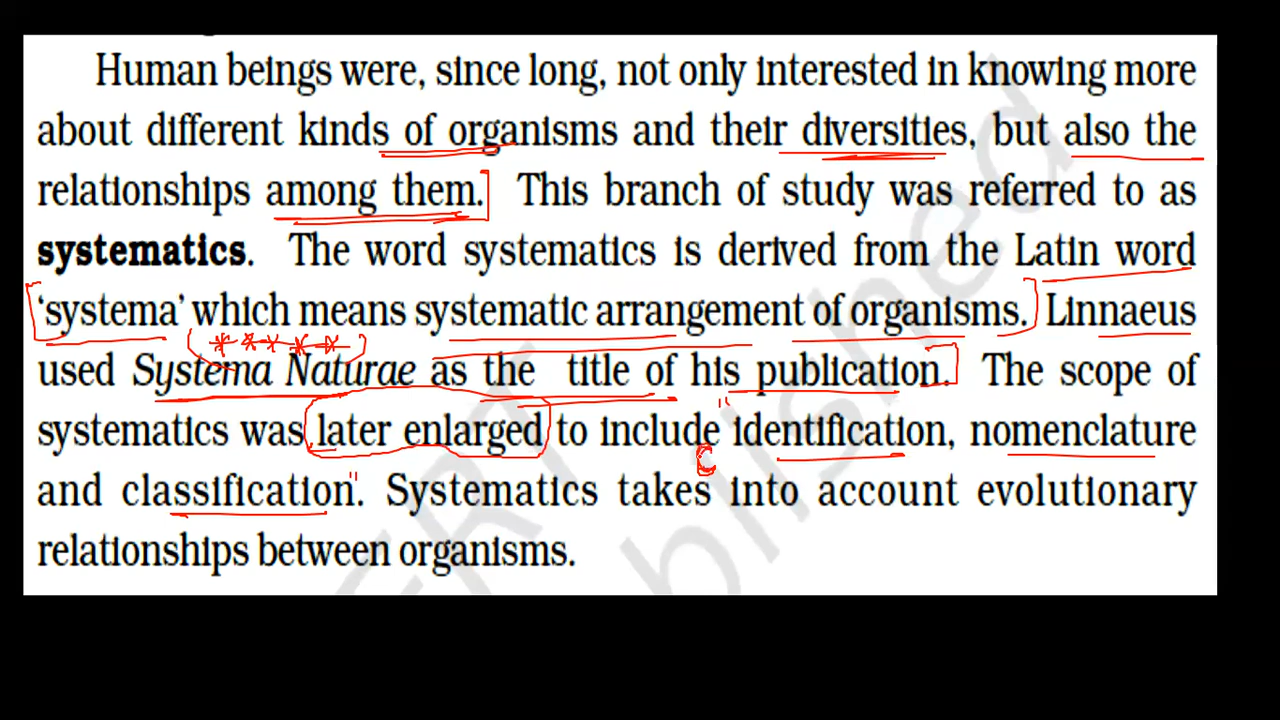 Human beings were, since long, not only interested in knowing more
about different kinds of organisms and their diversities, but also the
relationships among them. This branch of study was referred to as
systematics. The word systematics is derived from the Latin word
‘systema’ which means systematic arrangement of organisms. Linnaeus
used Systema Naturae as the title of his publication. The scope of
systematics was later enlarged to include identification, nomenclature
and classification. Systematics takes into account evolutionary
relationships between organisms.